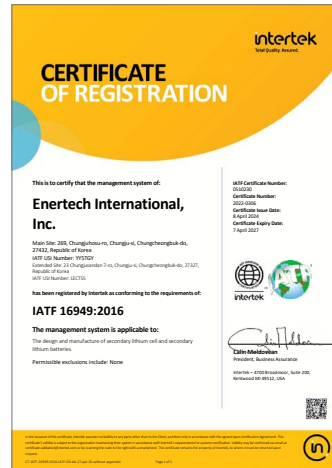 intertek
Total Quality. Assured.
CERTIFICATE
OF REGISTRATION
This is to certify that the management system of:
Enertech International,
Inc.
Main Site: 209, Chungjuhosu-ro, Chungju-si, Chungcheongbuk-do,
27432, Republic of Korea
IATF USI Number: YY5TGY
Extended Site: 23 Chungjusandan 7-ro, Chungju-si, Chungcheongbuk-do, 27327,
Republic of Korea
IATF USI Number: LECTS5
has been registered by Intertek as conforming to the requirements of:
IATF 16949:2016
The management system is applicable to:
The design and manufacture of secondary lithium cell and secondary
lithium batteries.
Permissible exclusions include: None
IATF Certificate Number:
0510230
Certificate Number:
2022-0306
Certificate Issue Date:
8 April 2024
Certificate Expiry Date:
7 April 2027
intertek
IATF
Calin Moldovean
President, Business Assurance
Intertek – 4700 Broadmoor, Suite 200,
Kentwood MI 49512, USA
in